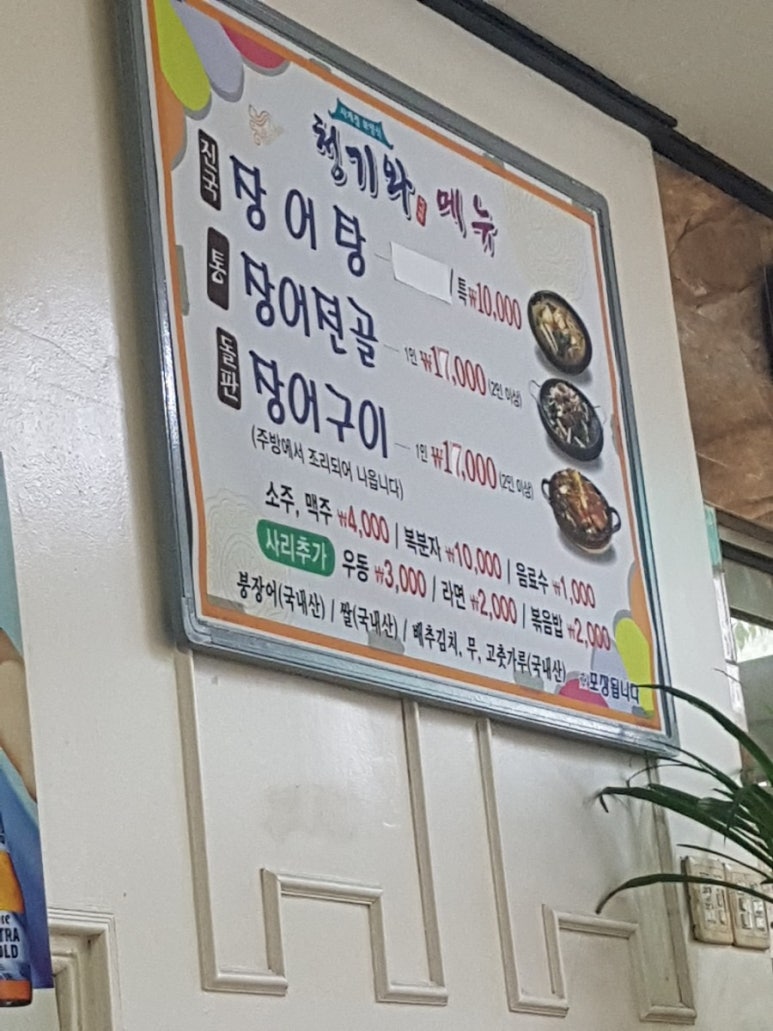 청기와 메뉴
진국 장어탕 / 특 ₩10,000
통 장어전골 1인 ₩17,000 (2인 이상)
돌판 장어구이 1인 ₩17,000 (2인 이상)
(주방에서 조리되어 나옵니다)
소주, 맥주 ₩4,000 / 복분자 ₩10,000 / 음료수 ₩1,000
사리추가 우동 ₩3,000 / 라면 ₩2,000 / 볶음밥 ₩2,000
붕장어(국내산) / 쌀(국내산) / 배추김치, 무, 고춧가루(국내산)
포장됩니다